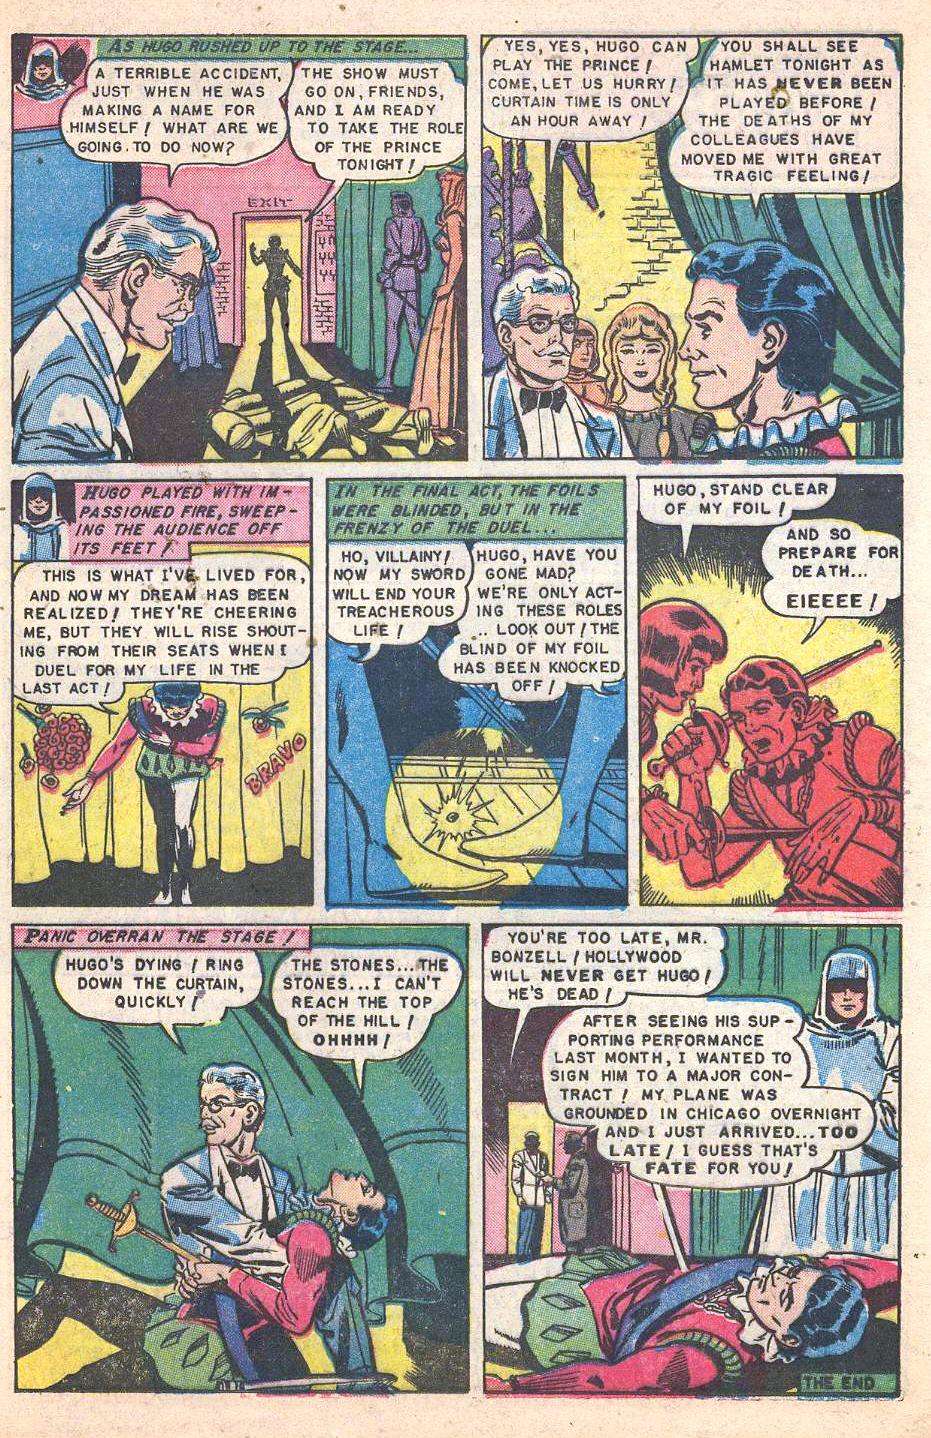 AS HUGO RUSHED UP TO THE STAGE...
A TERRIBLE ACCIDENT,
JUST WHEN HE WAS
MAKING A NAME FOR
HIMSELF! WHAT ARE WE
GOING TO DO NOW?
THE SHOW MUST
GO ON, FRIENDS,
AND I AM READY
TO TAKE THE ROLE
OF THE PRINCE
TONIGHT!
EXIT
YES, YES, HUGO CAN
PLAY THE PRINCE!
COME, LET US HURRY!
CURTAIN TIME IS ONLY
AN HOUR AWAY!
YOU SHALL SEE
HAMLET TONIGHT AS
IT HAS NEVER BEEN
PLAYED BEFORE!
THE DEATHS OF MY
COLLEAGUES HAVE
MOVED ME WITH GREAT
TRAGIC FEELING!
HUGO PLAYED WITH IM-
PASSIONED FIRE, SWEEP-
ING THE AUDIENCE OFF
ITS FEET!
THIS IS WHAT I'VE LIVED FOR,
AND NOW MY DREAM HAS BEEN
REALIZED! THEY'RE CHEERING
ME, BUT THEY WILL RISE SHOUT-
ING FROM THEIR SEATS WHEN I
DUEL FOR MY LIFE IN THE
LAST ACT!
BRAVO
IN THE FINAL ACT, THE FOILS
WERE BLINDED, BUT IN THE
FRENZY OF THE DUEL...
HO, VILLAINY!
NOW MY SWORD
WILL END YOUR
TREACHEROUS
LIFE!
HUGO, HAVE YOU
GONE MAD?
WE'RE ONLY ACT-
ING THESE ROLES
.. LOOK OUT! THE
BLIND OF MY FOIL
HAS BEEN KNOCKED
OFF!
HUGO, STAND CLEAR
OF MY FOIL!
AND SO
PREPARE FOR
DEATH...
EIEEEE!
PANIC OVERRAN THE STAGE!
HUGO'S DYING! RING
DOWN THE CURTAIN,
QUICKLY!
THE STONES...THE
STONES...I CAN'T
REACH THE TOP
OF THE HILL!
OHHHH!
YOU'RE TOO LATE, MR.
BONZELL! HOLLYWOOD
WILL NEVER GET HUGO!
HE'S DEAD!
AFTER SEEING HIS SUP-
PORTING PERFORMANCE
LAST MONTH, I WANTED TO
SIGN HIM TO A MAJOR CON-
TRACT! MY PLANE WAS
GROUNDED IN CHICAGO OVERNIGHT
AND I JUST ARRIVED...TOO
LATE! I GUESS THAT'S
FATE FOR YOU!
THE END